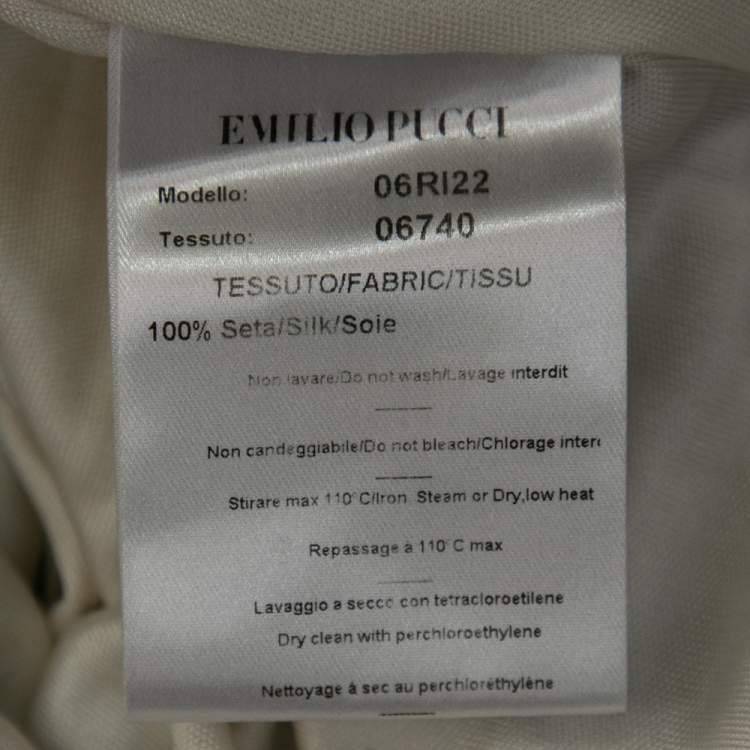 EMILIO PUCCI
Modello: 06RI22
Tessuto: 06740
TESSUTO/FABRIC/TISSU
100% Seta/Silk/Soie
Non lavare/Do not wash/Lavage interdit
Non candeggiabile/Do not bleach/Chlorage inter
Stirare max 110°C/Iron Steam or Dry,low heat
Repassage à 110°C max
Lavaggio a secco con tetracloroetilene
Dry clean with perchloroethylene
Nettoyage à sec au perchloréthylène